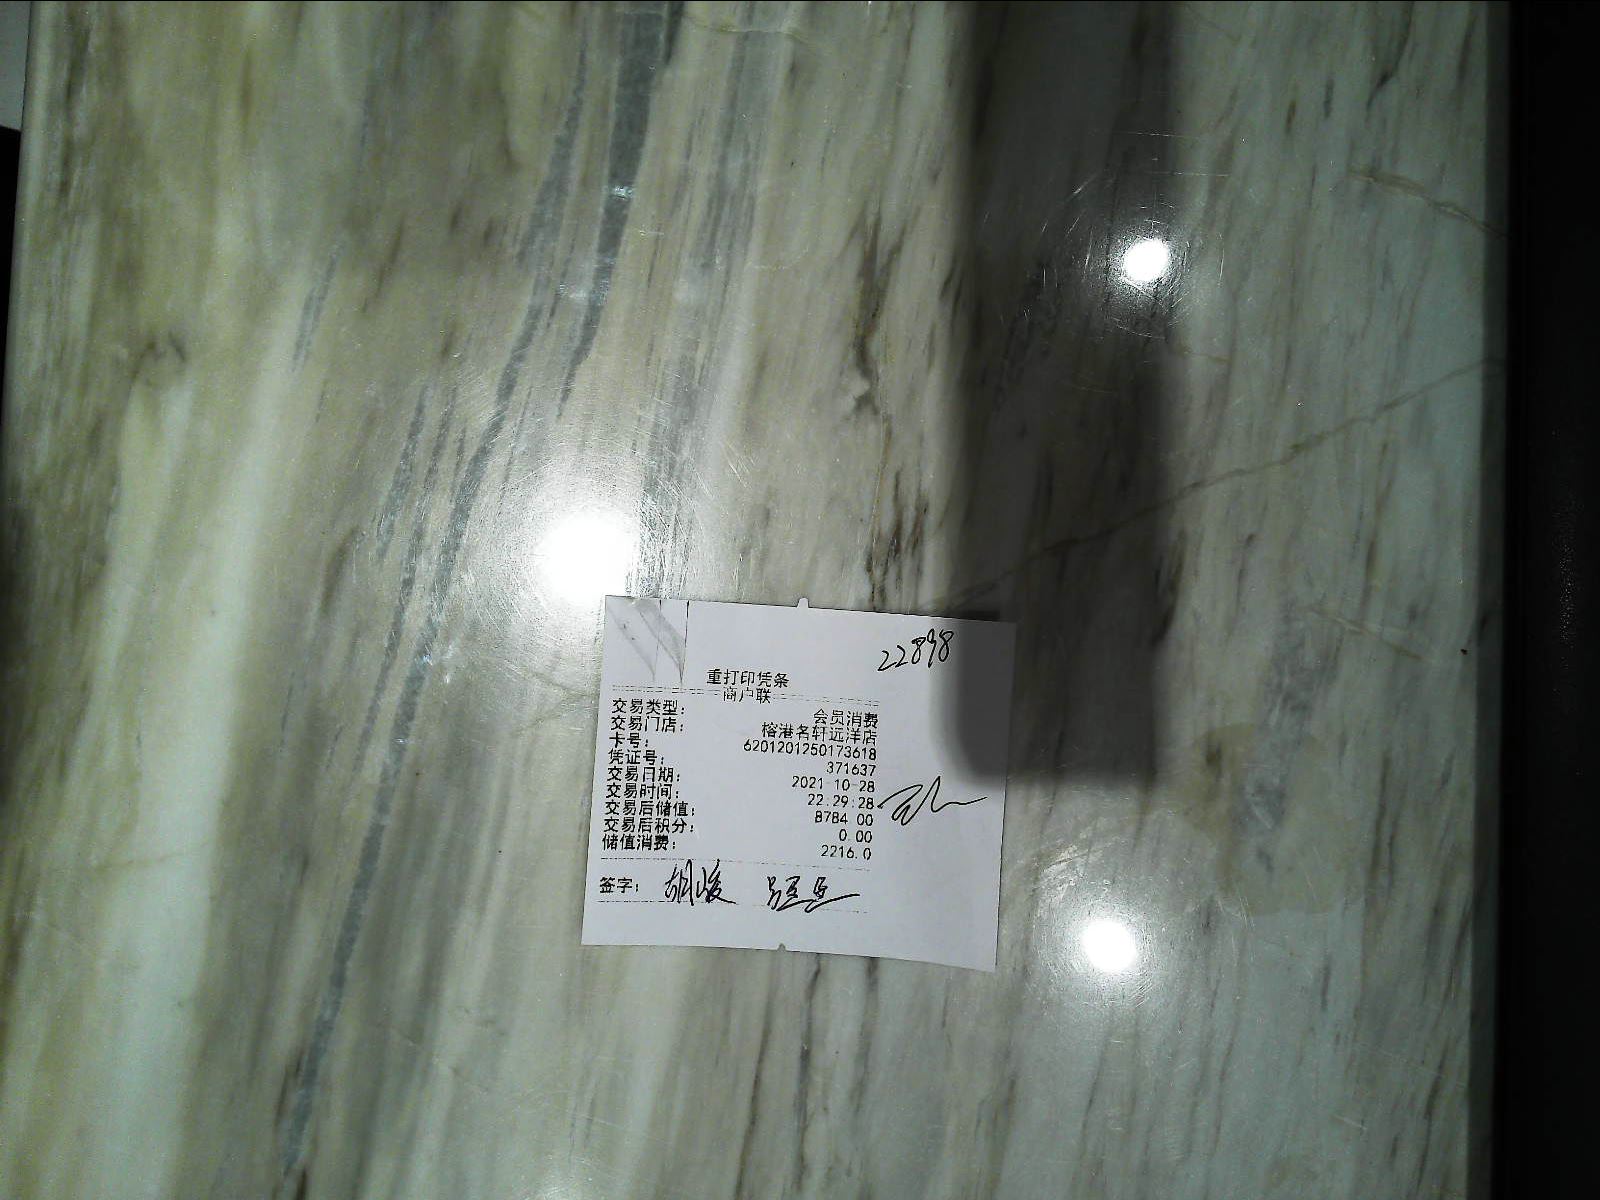 22898
重打印凭条
商户联
交易类型: 会员消费
交易门店: 榕港名轩远洋店
卡号: 6201201250173618
凭证号: 371637
交易日期: 2021-10-28
交易时间: 22:29:28
交易后储值: 8784.00
交易后积分: 0.00
储值消费: 2216.0
签字: 胡峻